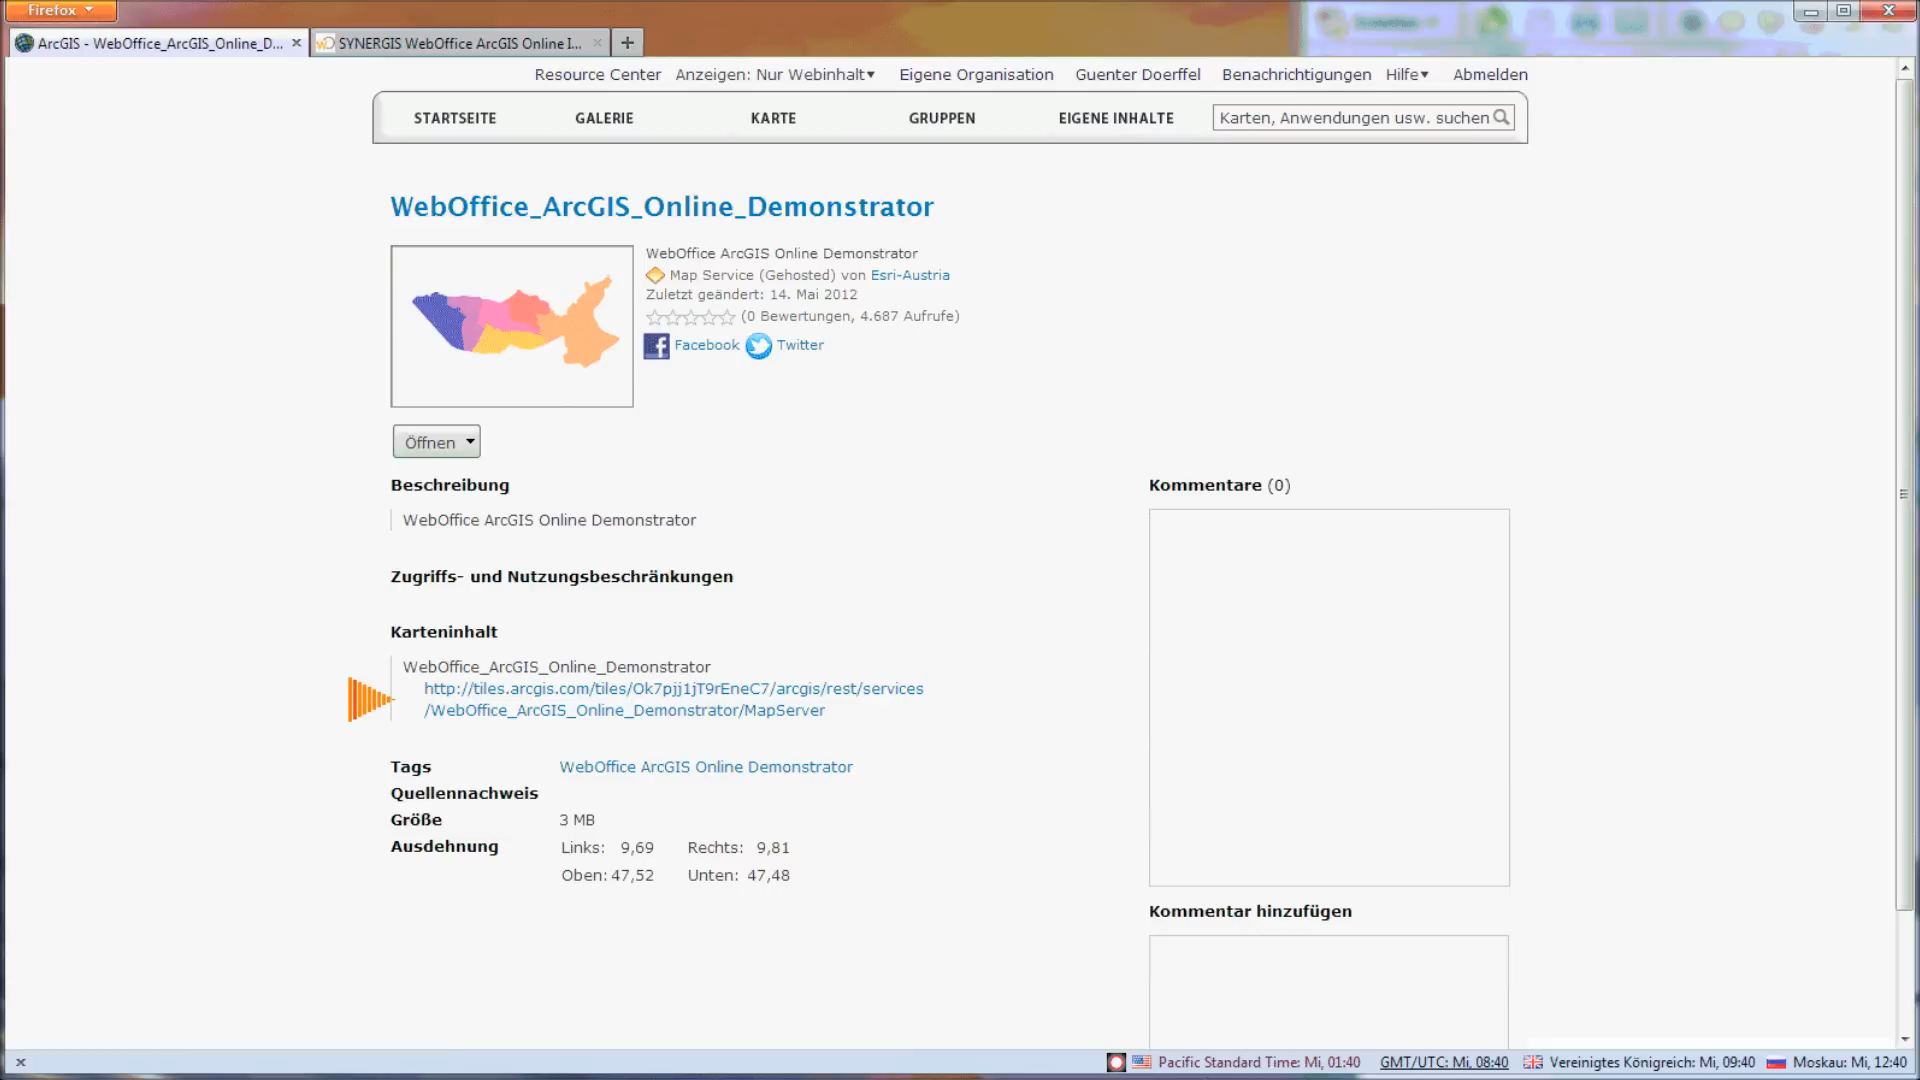 Firefox
ArcGIS - WebOffice_ArcGIS_Online_D...
SYNERGIS WebOffice ArcGIS Online I...
Resource Center Anzeigen: Nur Webinhalt Eigene Organisation Guenter Doerffel Benachrichtigungen Hilfe Abmelden
STARTSEITE GALERIE KARTE GRUPPEN EIGENE INHALTE Karten, Anwendungen usw. suchen
WebOffice_ArcGIS_Online_Demonstrator
WebOffice ArcGIS Online Demonstrator
Map Service (Gehosted) von Esri-Austria
Zuletzt geändert: 14. Mai 2012
(0 Bewertungen, 4.687 Aufrufe)
Facebook Twitter
Öffnen
Beschreibung
WebOffice ArcGIS Online Demonstrator
Zugriffs- und Nutzungsbeschränkungen
Karteninhalt
WebOffice_ArcGIS_Online_Demonstrator
http://tiles.arcgis.com/tiles/Ok7pjj1jT9rEneC7/arcgis/rest/services
/WebOffice_ArcGIS_Online_Demonstrator/MapServer
Tags WebOffice ArcGIS Online Demonstrator
Quellennachweis
Größe 3 MB
Ausdehnung Links: 9,69 Rechts: 9,81
Oben: 47,52 Unten: 47,48
Kommentare (0)
Kommentar hinzufügen
Pacific Standard Time: Mi, 01:40 GMT/UTC: Mi, 08:40 Vereinigtes Königreich: Mi, 09:40 Moskau: Mi, 12:40